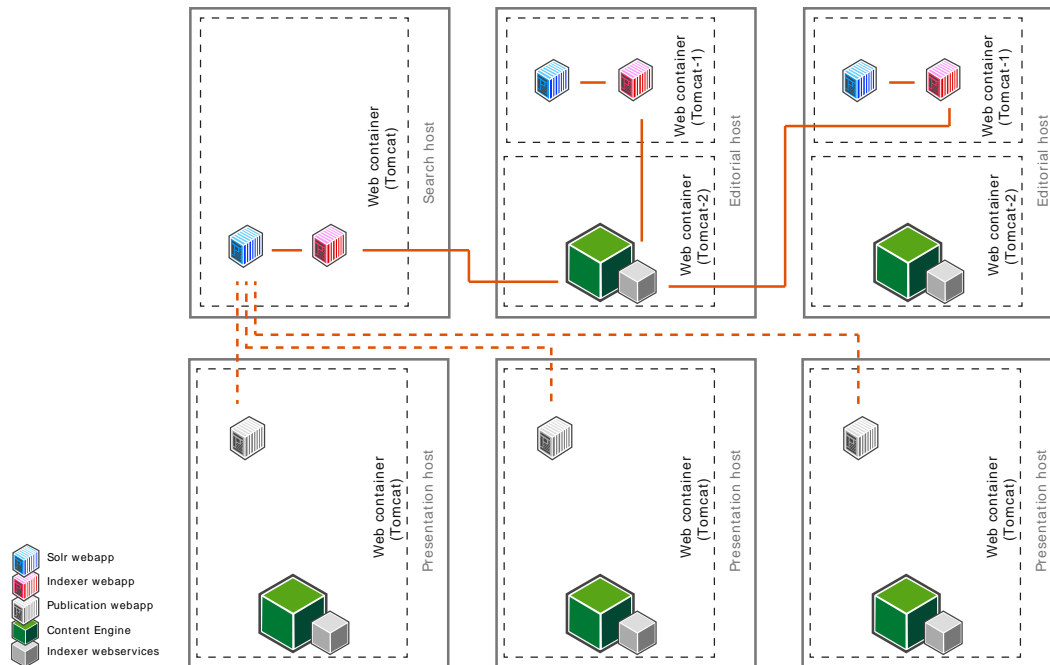 Web container
(Tomcat)
Search host
Web container
(Tomcat-1)
Web container
(Tomcat-2)
Editorial host
Web container
(Tomcat-1)
Web container
(Tomcat-2)
Editorial host
Web container
(Tomcat)
Presentation host
Web container
(Tomcat)
Presentation host
Web container
(Tomcat)
Presentation host
Solr webapp
Indexer webapp
Publication webapp
Content Engine
Indexer webservices